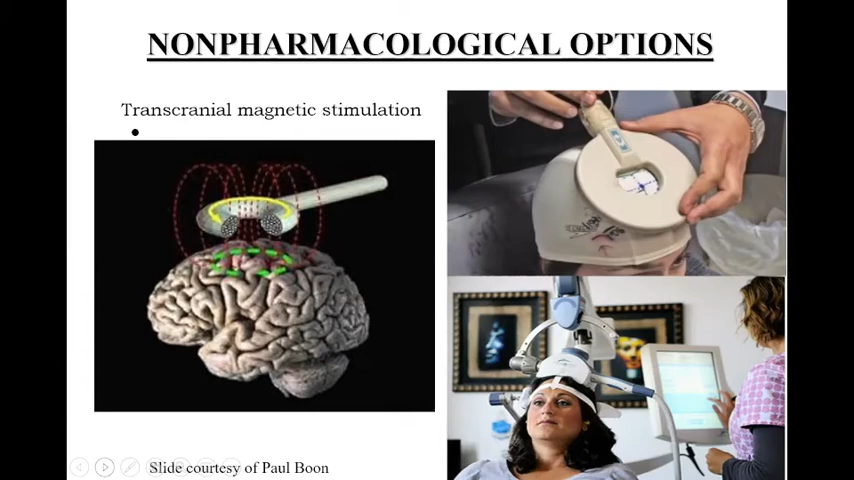 NONPHARMACOLOGICAL OPTIONS
Transcranial magnetic stimulation
•
Slide courtesy of Paul Boon